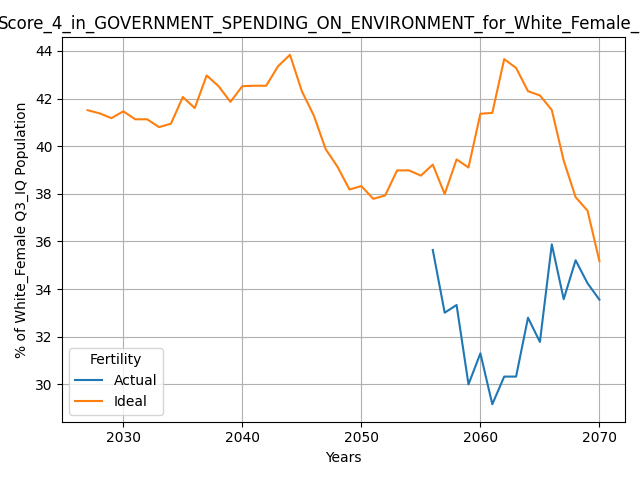 Score_4_in_GOVERNMENT_SPENDING_ON_ENVIRONMENT_for_White_Female_
44
42
40
38
36
34
32
30
% of White_Female Q3_IQ Population
Fertility
Actual
Ideal
2030
2040
2050
2060
2070
Years